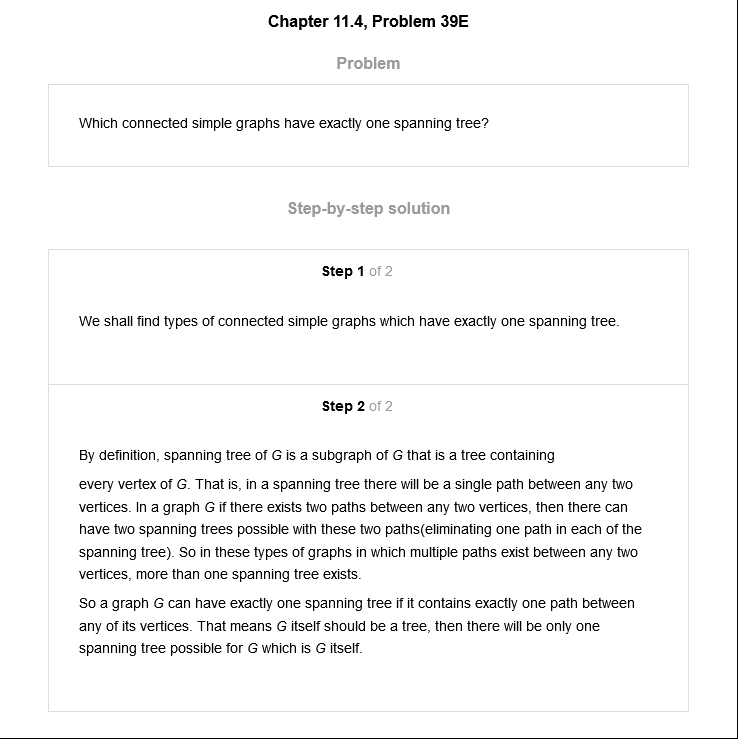 Chapter 11.4, Problem 39E
Problem
Which connected simple graphs have exactly one spanning tree?
Step-by-step solution
Step 1 of 2
We shall find types of connected simple graphs which have exactly one spanning tree.
Step 2 of 2
By definition, spanning tree of G is a subgraph of G that is a tree containing
every vertex of G. That is, in a spanning tree there will be a single path between any two
vertices. In a graph G if there exists two paths between any two vertices, then there can
have two spanning trees possible with these two paths(eliminating one path in each of the
spanning tree). So in these types of graphs in which multiple paths exist between any two
vertices, more than one spanning tree exists.
So a graph G can have exactly one spanning tree if it contains exactly one path between
any of its vertices. That means G itself should be a tree, then there will be only one
spanning tree possible for G which is G itself.